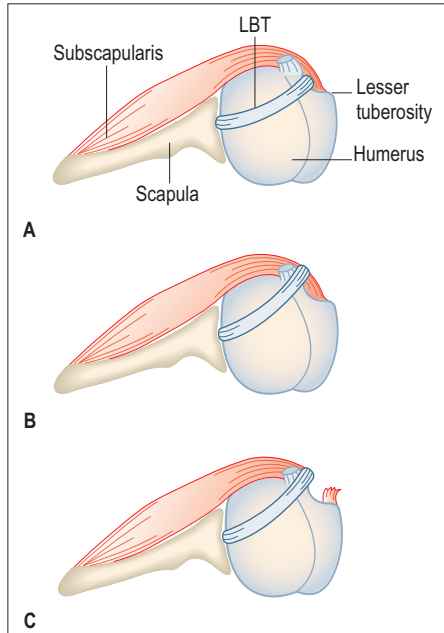 LBT
Subscapularis
Lesser
tuberosity
Humerus
Scapula
A
B
C